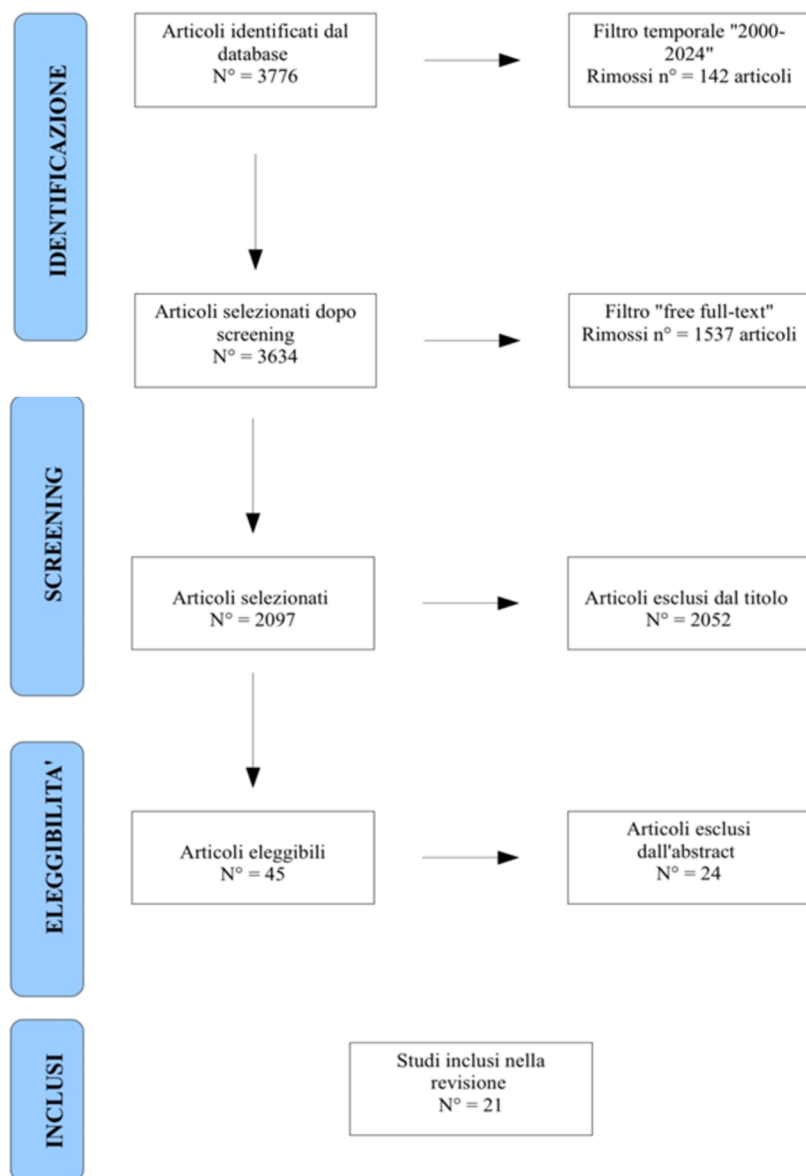 IDENTIFICAZIONE
Articoli identificati dal
database
N° = 3776
Filtro temporale "2000-
2024"
Rimossi n° = 142 articoli
Articoli selezionati dopo
screening
N° = 3634
Filtro "free full-text"
Rimossi n° = 1537 articoli
SCREENING
Articoli selezionati
N° = 2097
Articoli esclusi dal titolo
N° = 2052
ELEGGIBILITA'
Articoli eleggibili
N° = 45
Articoli esclusi
dall'abstract
N° = 24
INCLUSI
Studi inclusi nella
revisione
N° = 21